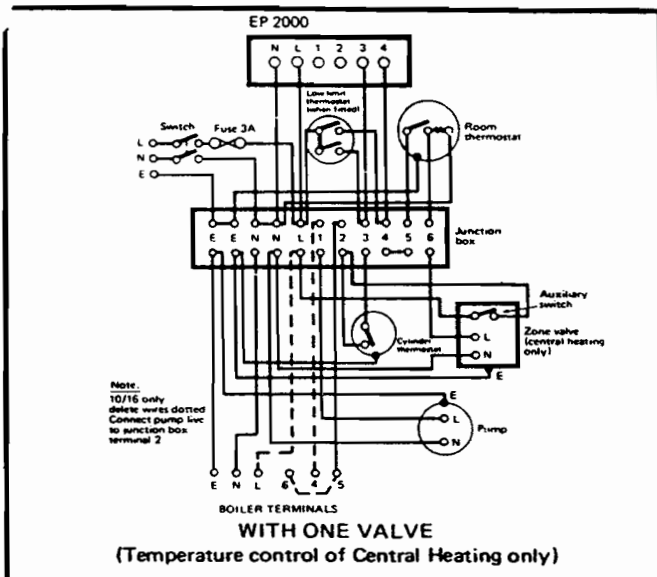 EP 2000
N L 1 2 3 4
Low limit
thermostat
(when fitted)
Switch Fuse 3A
Room
thermostat
L
N
E
E E N N L 1 2 3 4 5 6
Junction
box
Auxiliary
switch
Cylinder
thermostat
L
N
Zone valve
(central heating
only)
E
Note.
10/16 only
delete wires dotted
Connect pump live
to junction box
terminal 2
E
L
N
Pump
E N L 6 4 5
BOILER TERMINALS
WITH ONE VALVE
(Temperature control of Central Heating only)